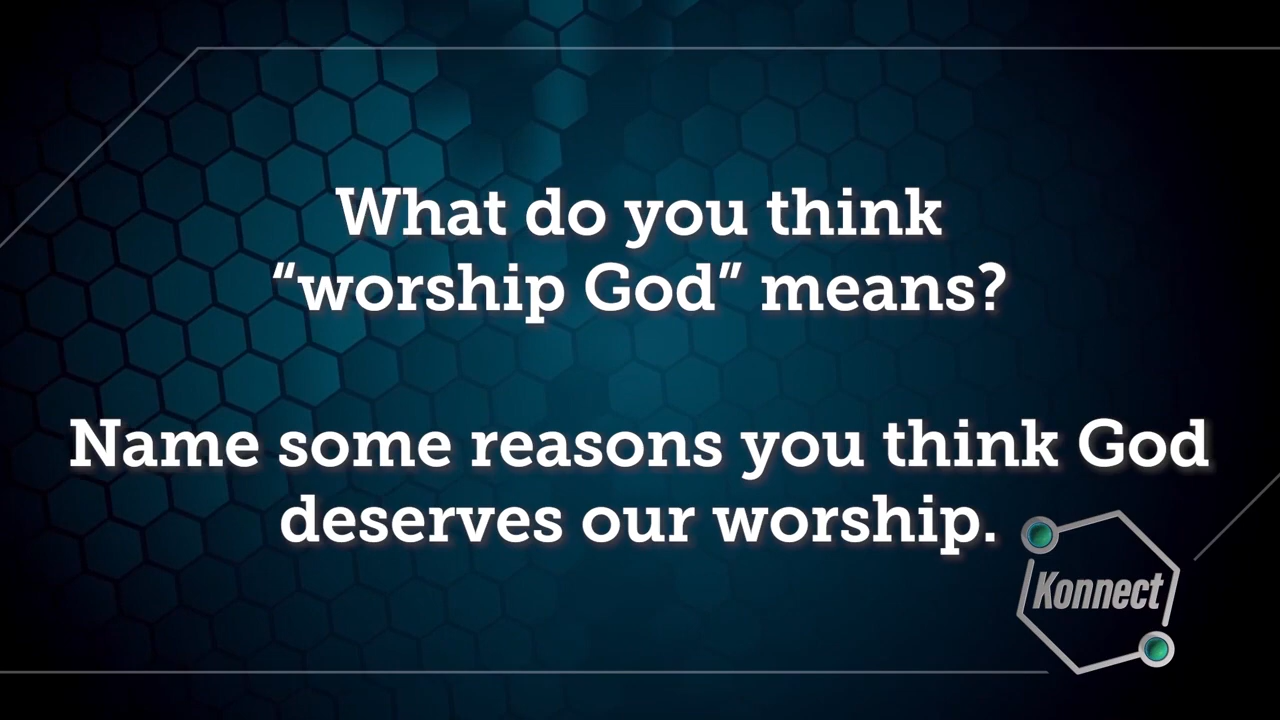 What do you think
“worship God” means?
Name some reasons you think God
deserves our worship.
Konnect